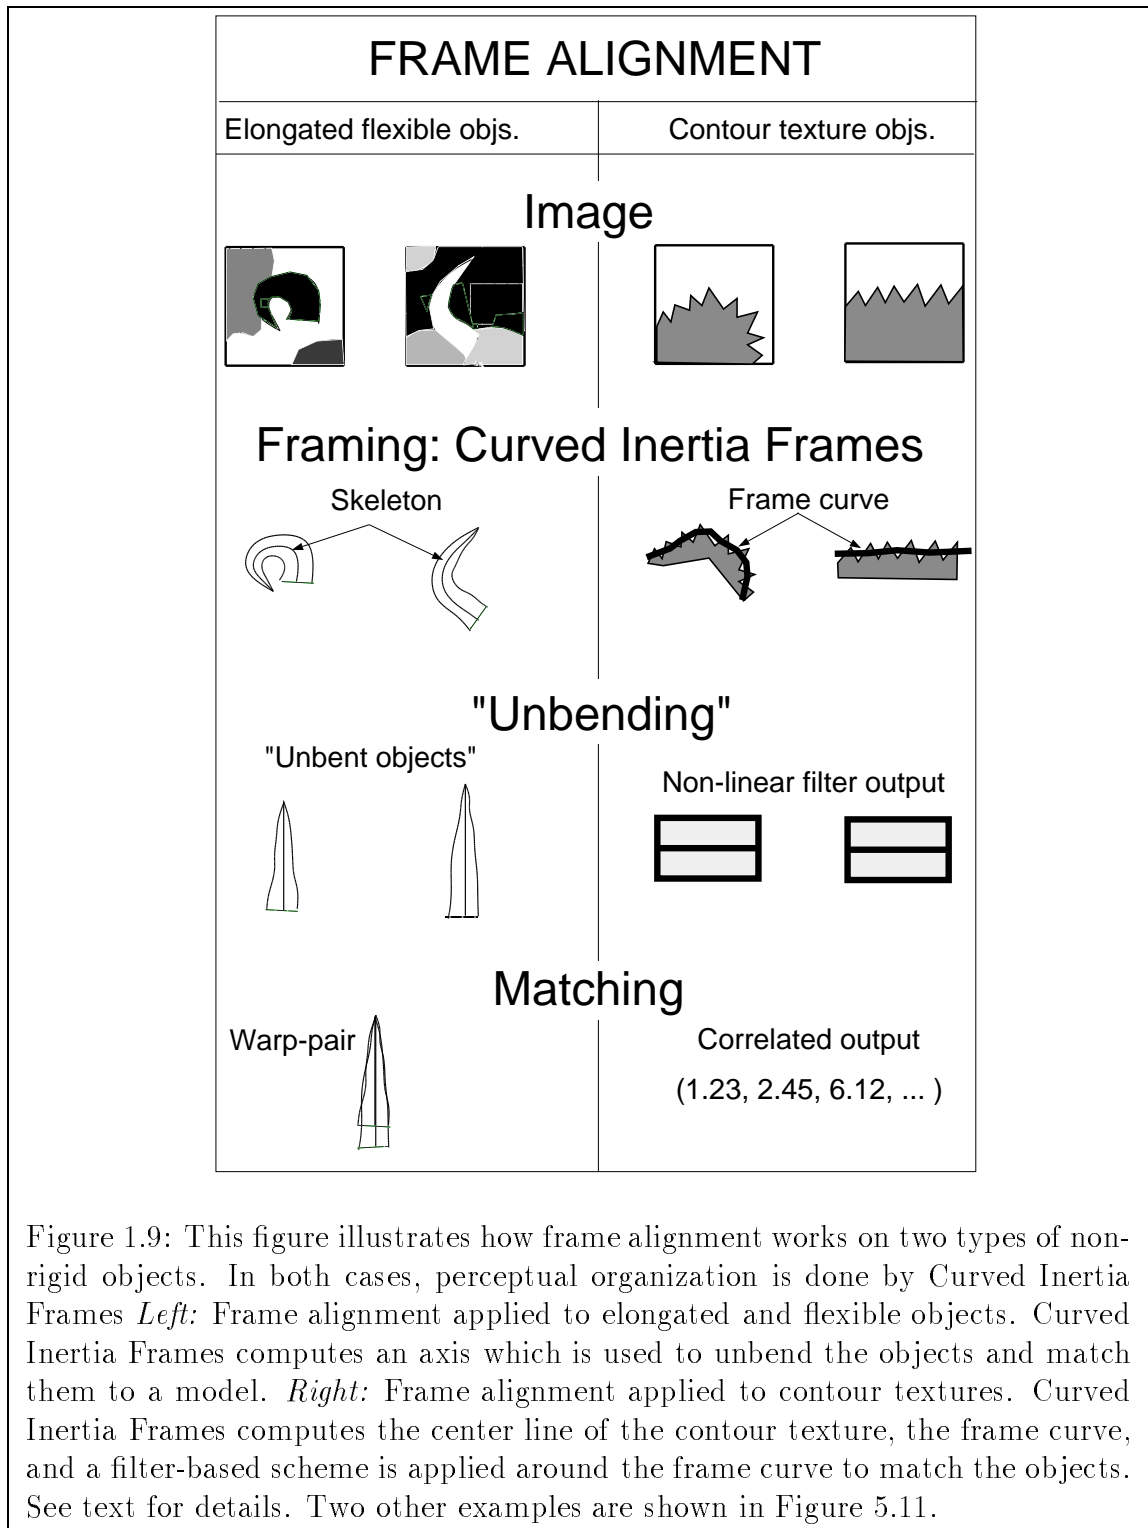 FRAME ALIGNMENT
Elongated flexible objs.
Contour texture objs.
Image
Framing: Curved Inertia Frames
Skeleton
Frame curve
"Unbending"
"Unbent objects"
Non-linear filter output
Matching
Warp-pair
Correlated output
(1.23, 2.45, 6.12, ... )
Figure 1.9: This figure illustrates how frame alignment works on two types of non-
rigid objects. In both cases, perceptual organization is done by Curved Inertia
Frames Left: Frame alignment applied to elongated and flexible objects. Curved
Inertia Frames computes an axis which is used to unbend the objects and match
them to a model. Right: Frame alignment applied to contour textures. Curved
Inertia Frames computes the center line of the contour texture, the frame curve,
and a filter-based scheme is applied around the frame curve to match the objects.
See text for details. Two other examples are shown in Figure 5.11.